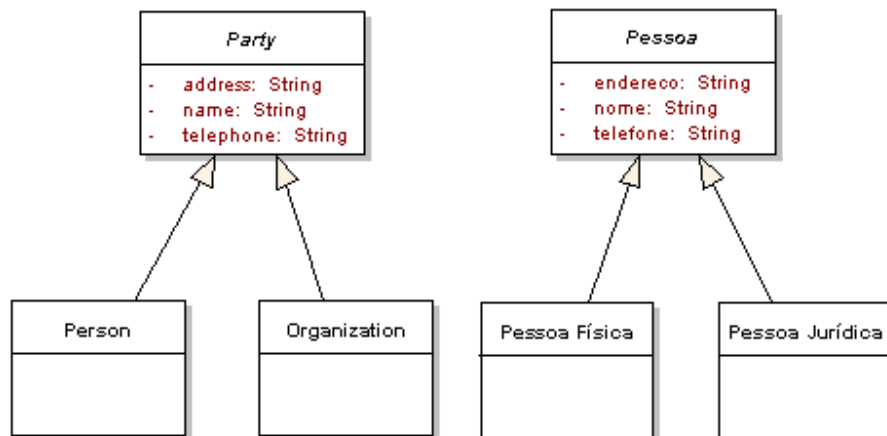 Party
- address: String
- name: String
- telephone: String
Person
Organization
Pessoa
- endereco: String
- nome: String
- telefone: String
Pessoa Física
Pessoa Jurídica